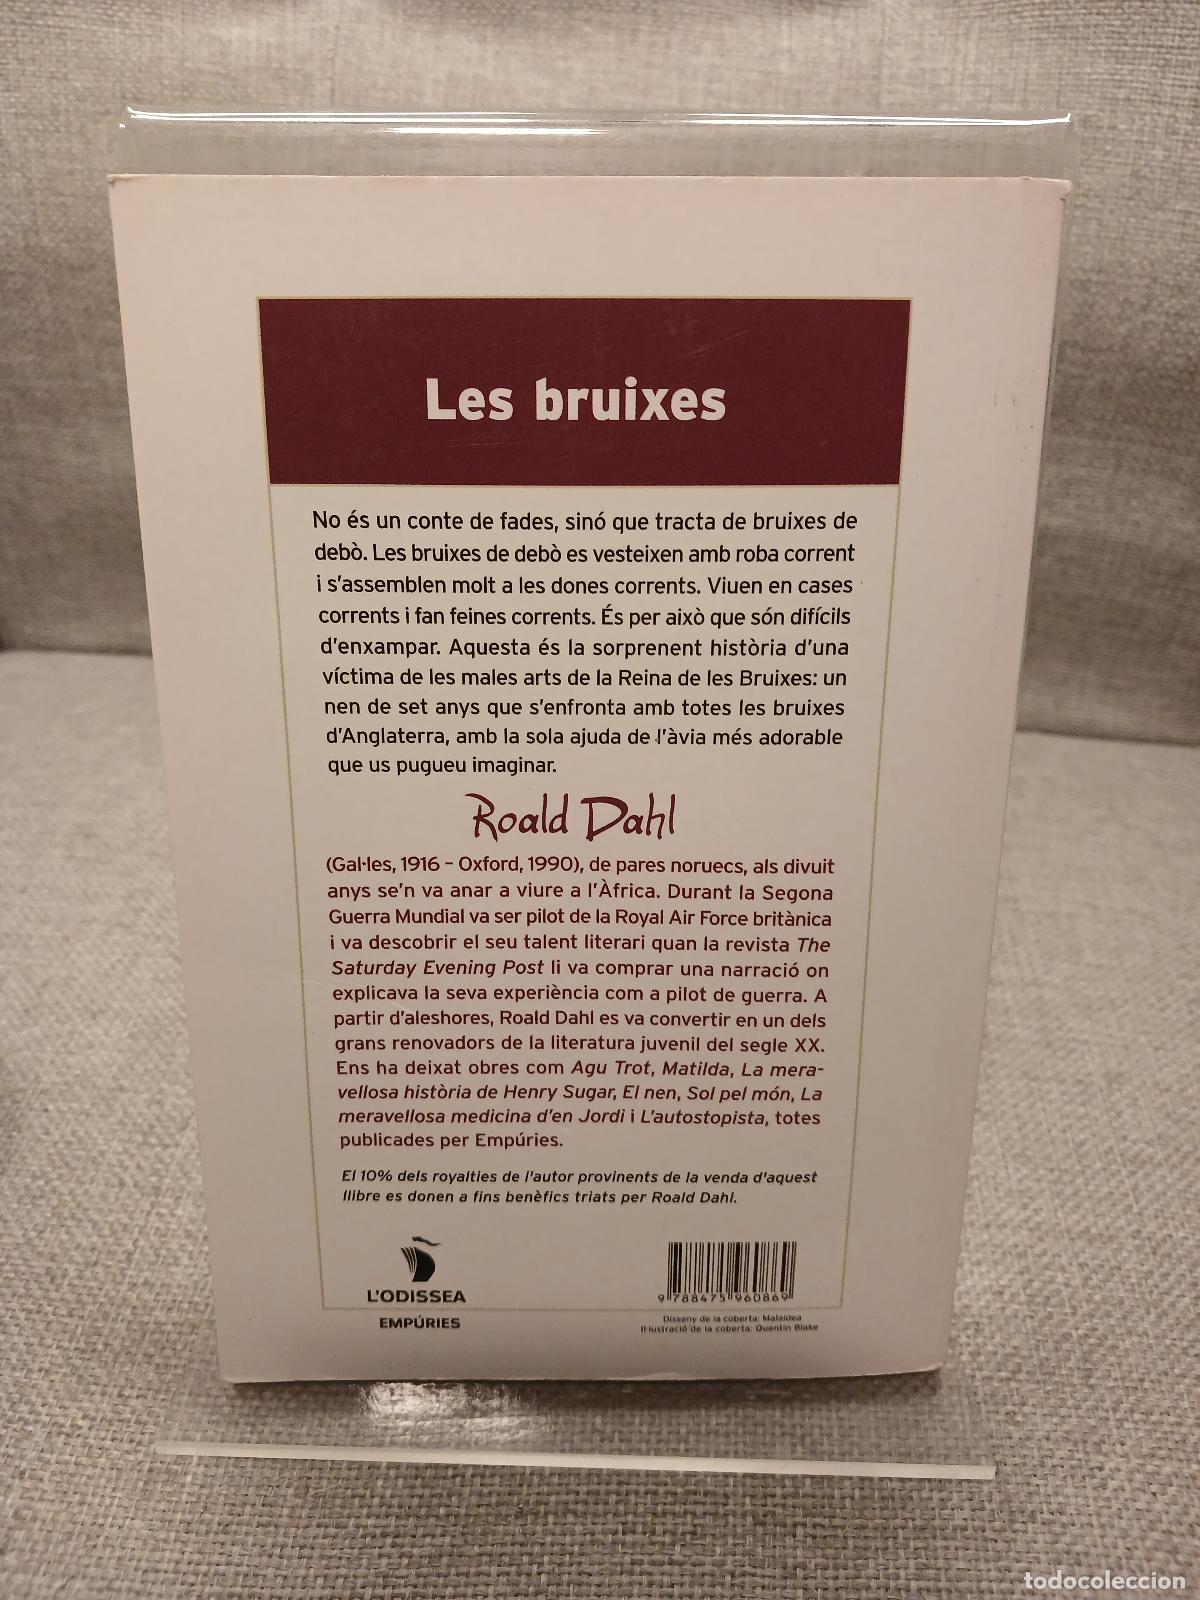 Les bruixes
No és un conte de fades, sinó que tracta de bruixes de
debò. Les bruixes de debò es vesteixen amb roba corrent
i s'assemblen molt a les dones corrents. Viuen en cases
corrents i fan feines corrents. És per això que són difícils
d'enxampar. Aquesta és la sorprenent història d'una
víctima de les males arts de la Reina de les Bruixes: un
nen de set anys que s'enfronta amb totes les bruixes
d'Anglaterra, amb la sola ajuda de l'àvia més adorable
que us pugueu imaginar.
Roald Dahl
(Gal·les, 1916 – Oxford, 1990), de pares noruecs, als divuit
anys se'n va anar a viure a l'Àfrica. Durant la Segona
Guerra Mundial va ser pilot de la Royal Air Force britànica
i va descobrir el seu talent literari quan la revista The
Saturday Evening Post li va comprar una narració on
explicava la seva experiència com a pilot de guerra. A
partir d'aleshores, Roald Dahl es va convertir en un dels
grans renovadors de la literatura juvenil del segle XX.
Ens ha deixat obres com Agu Trot, Matilda, La mera-
vellosa història de Henry Sugar, El nen, Sol pel món, La
meravellosa medicina d'en Jordi i L'autostopista, totes
publicades per Empúries.
El 10% dels royalties de l'autor provinents de la venda d'aquest
llibre es donen a fins benèfics triats per Roald Dahl.
L'ODISSEA
EMPÚRIES
9 788475 960869
Disseny de la coberta: Malaidea
Il·lustració de la coberta: Quentin Blake
todocoleccion